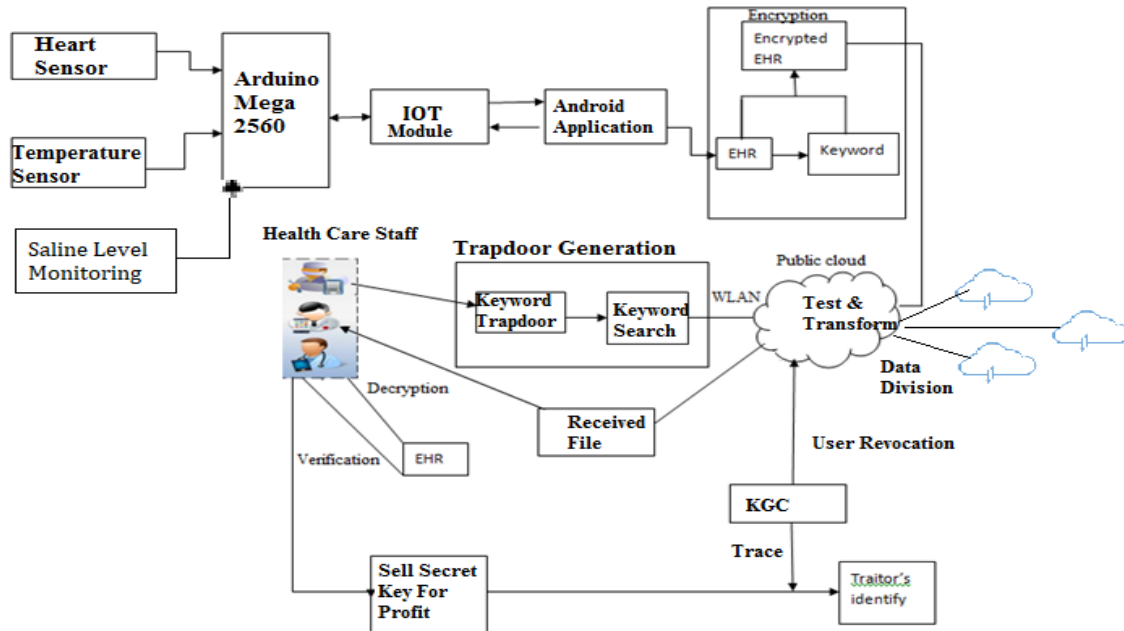 Heart
Sensor
Temperature
Sensor
Saline Level
Monitoring
Arduino
Mega
2560
IOT
Module
Android
Application
Encryption
Encrypted
EHR
EHR
Keyword
Health Care Staff
Trapdoor Generation
Keyword
Trapdoor
Keyword
Search
WLAN
Public cloud
Test &
Transform
Data
Division
Decryption
Verification
EHR
Received
File
User Revocation
KGC
Trace
Sell Secret
Key For
Profit
Traitor's
identify